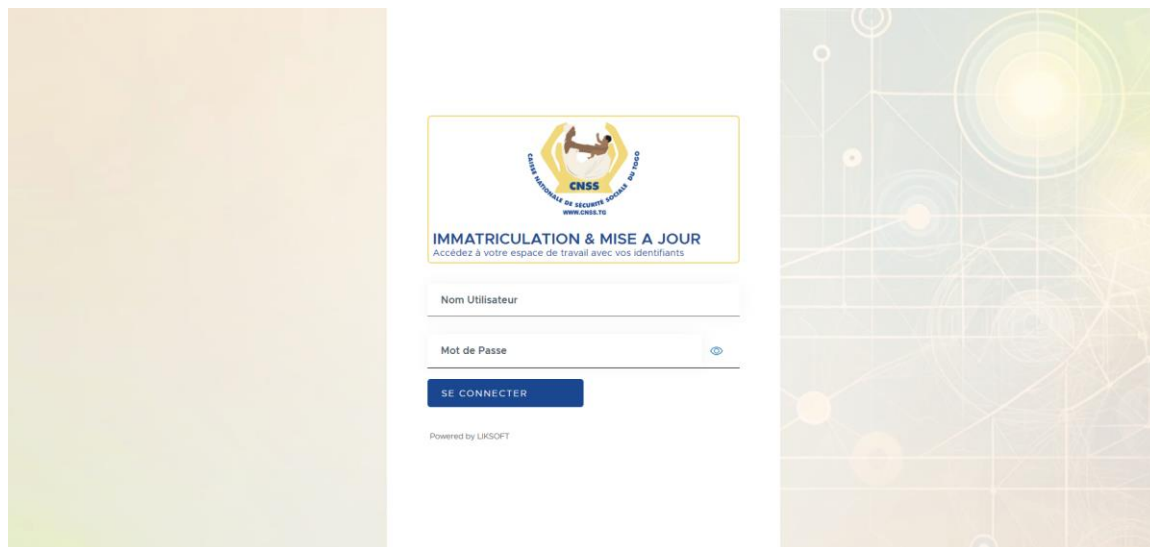 CAISSE NATIONALE DE SECURITE SOCIALE DU TOGO
CNSS
WWW.CNSS.TG
IMMATRICULATION & MISE A JOUR
Accédez à votre espace de travail avec vos identifiants
Nom Utilisateur
Mot de Passe
SE CONNECTER
Powered by LIKSOFT